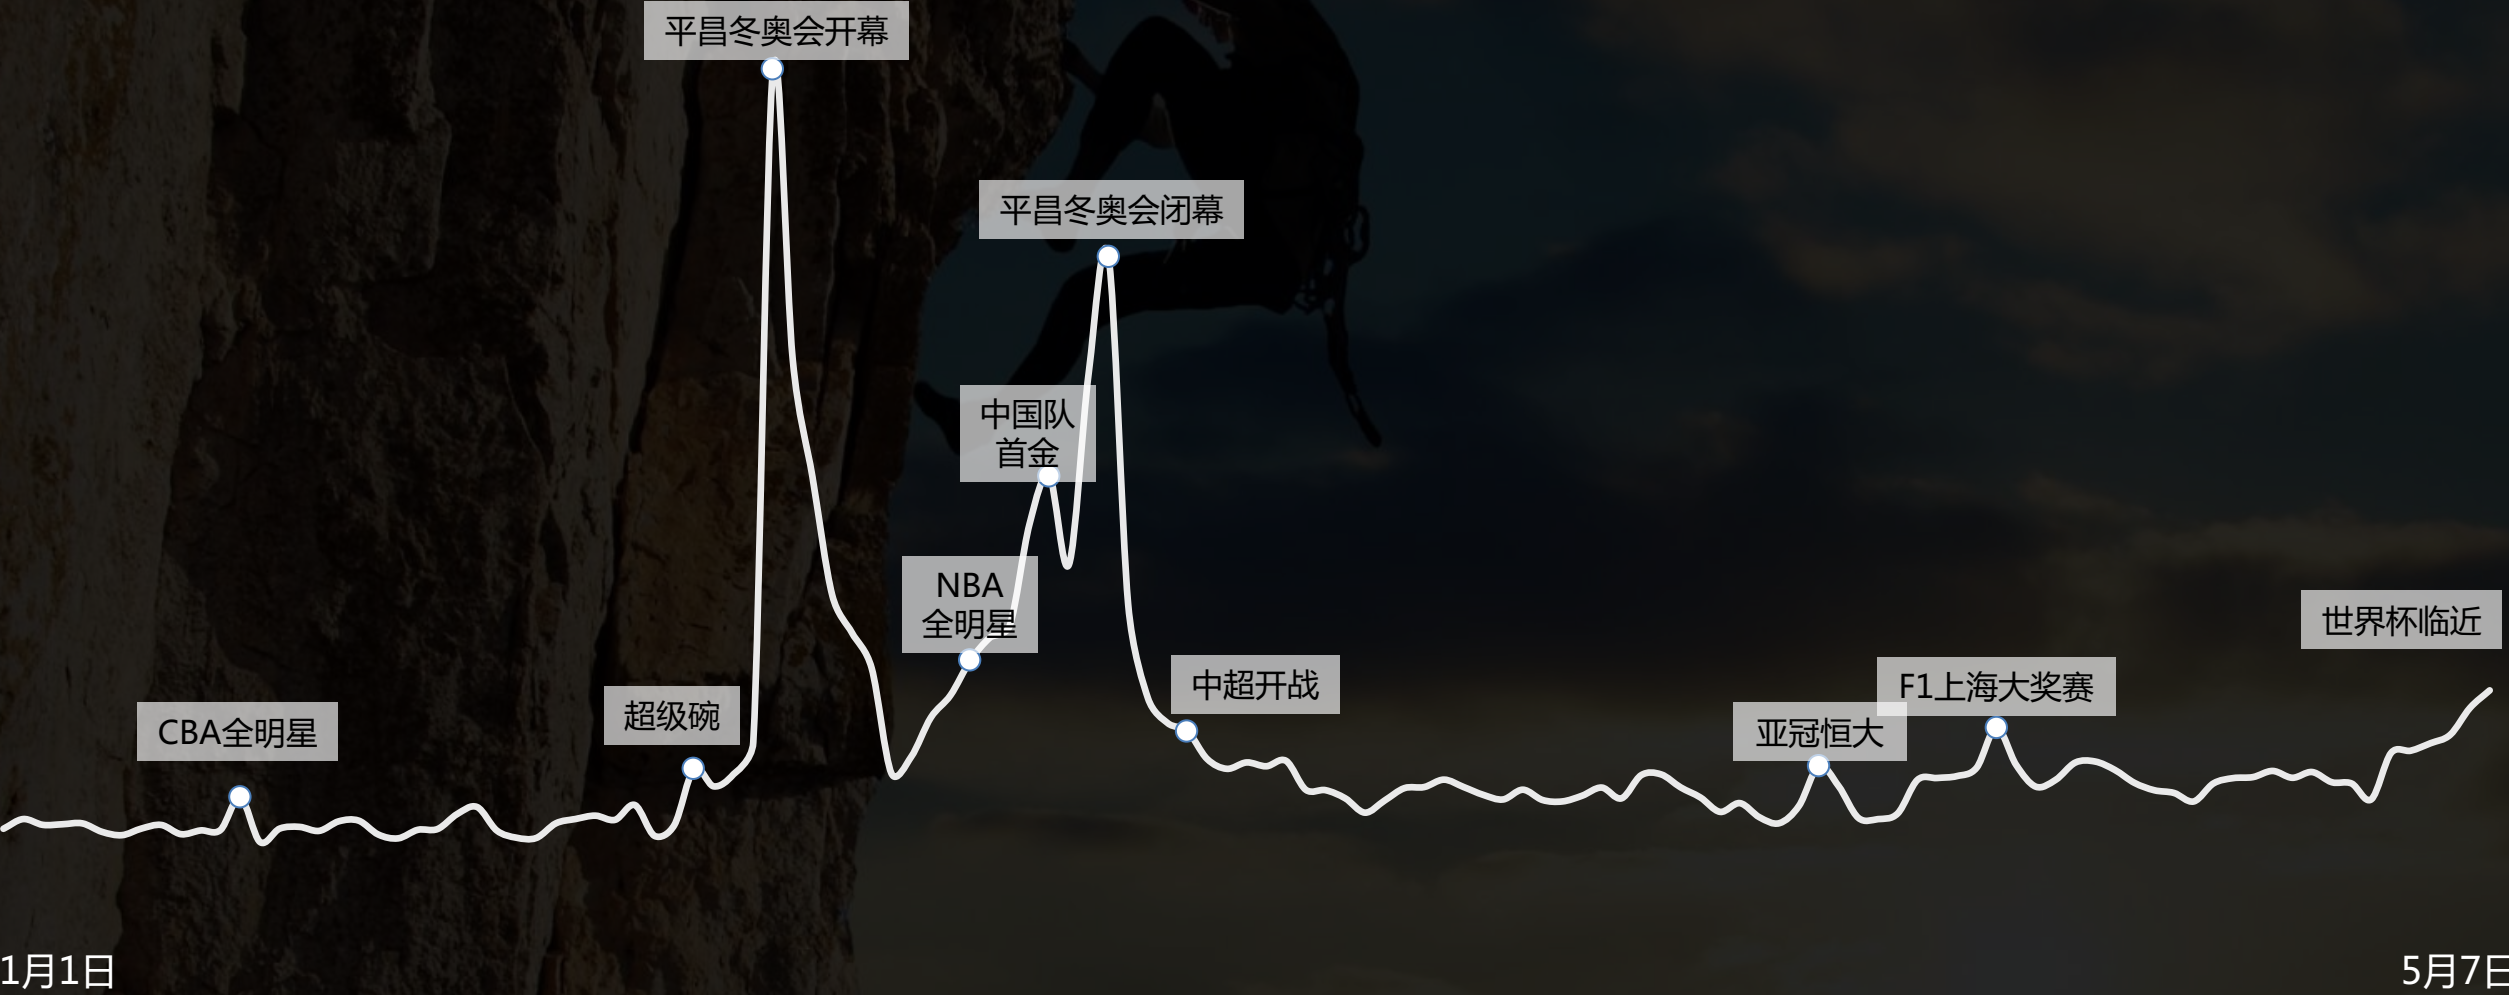 平昌冬奥会开幕
平昌冬奥会闭幕
中国队
首金
NBA
全明星
世界杯临近
中超开战
F1上海大奖赛
超级碗
CBA全明星
亚冠恒大
1月1日
5月7日